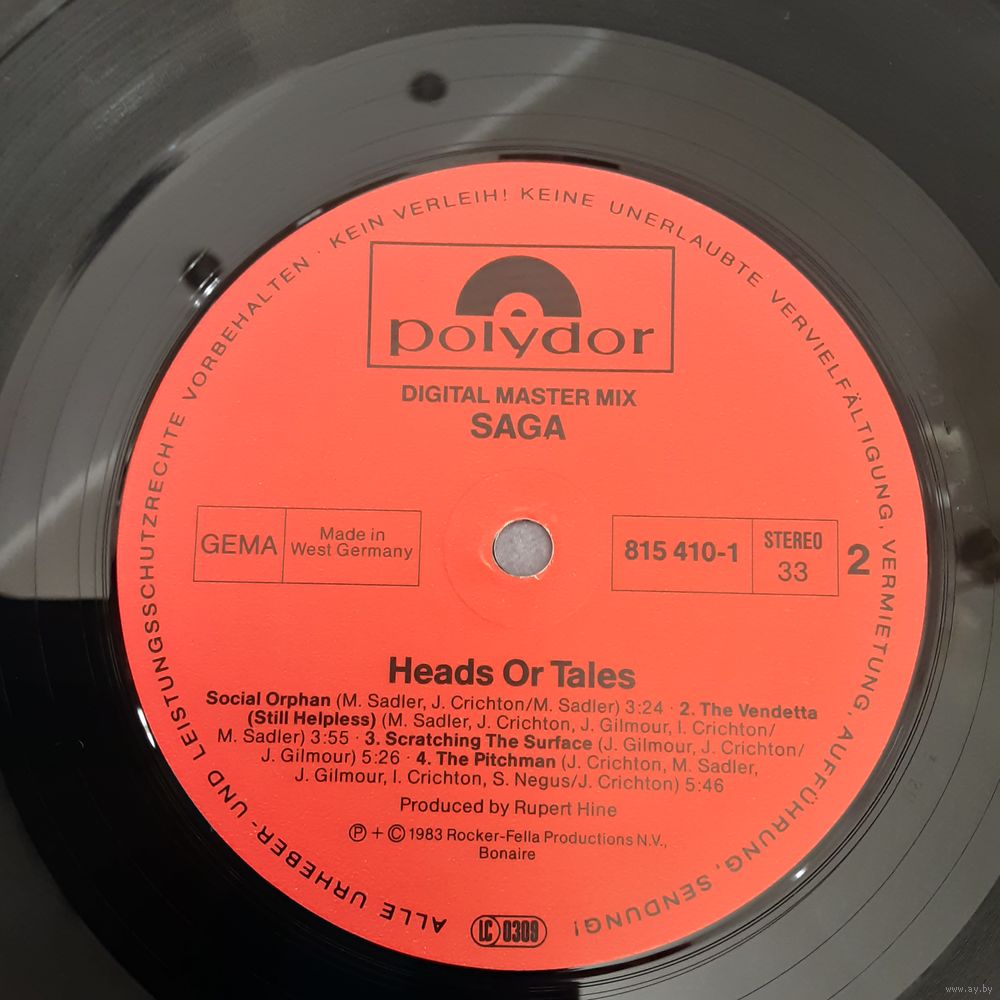 ALLE URHEBER- UND LEISTUNGSSCHUTZRECHTE VORBEHALTEN · KEIN VERLEIH! KEINE UNERLAUBTE VERVIELFÄLTIGUNG, VERMIETUNG, AUFFÜHRUNG, SENDUNG!
polydor
DIGITAL MASTER MIX
SAGA
GEMA
Made in
West Germany
815 410-1
STEREO
33
2
Heads Or Tales
Social Orphan (M. Sadler, J. Crichton/M. Sadler) 3:24 · 2. The Vendetta
(Still Helpless) (M. Sadler, J. Crichton, J. Gilmour, I. Crichton/
M. Sadler) 3:55 · 3. Scratching The Surface (J. Gilmour, J. Crichton/
J. Gilmour) 5:26 · 4. The Pitchman (J. Crichton, M. Sadler,
J. Gilmour, I. Crichton, S. Negus/J. Crichton) 5:46
Produced by Rupert Hine
Ⓟ + © 1983 Rocker-Fella Productions N.V.,
Bonaire
LC 0309
www.ay.by